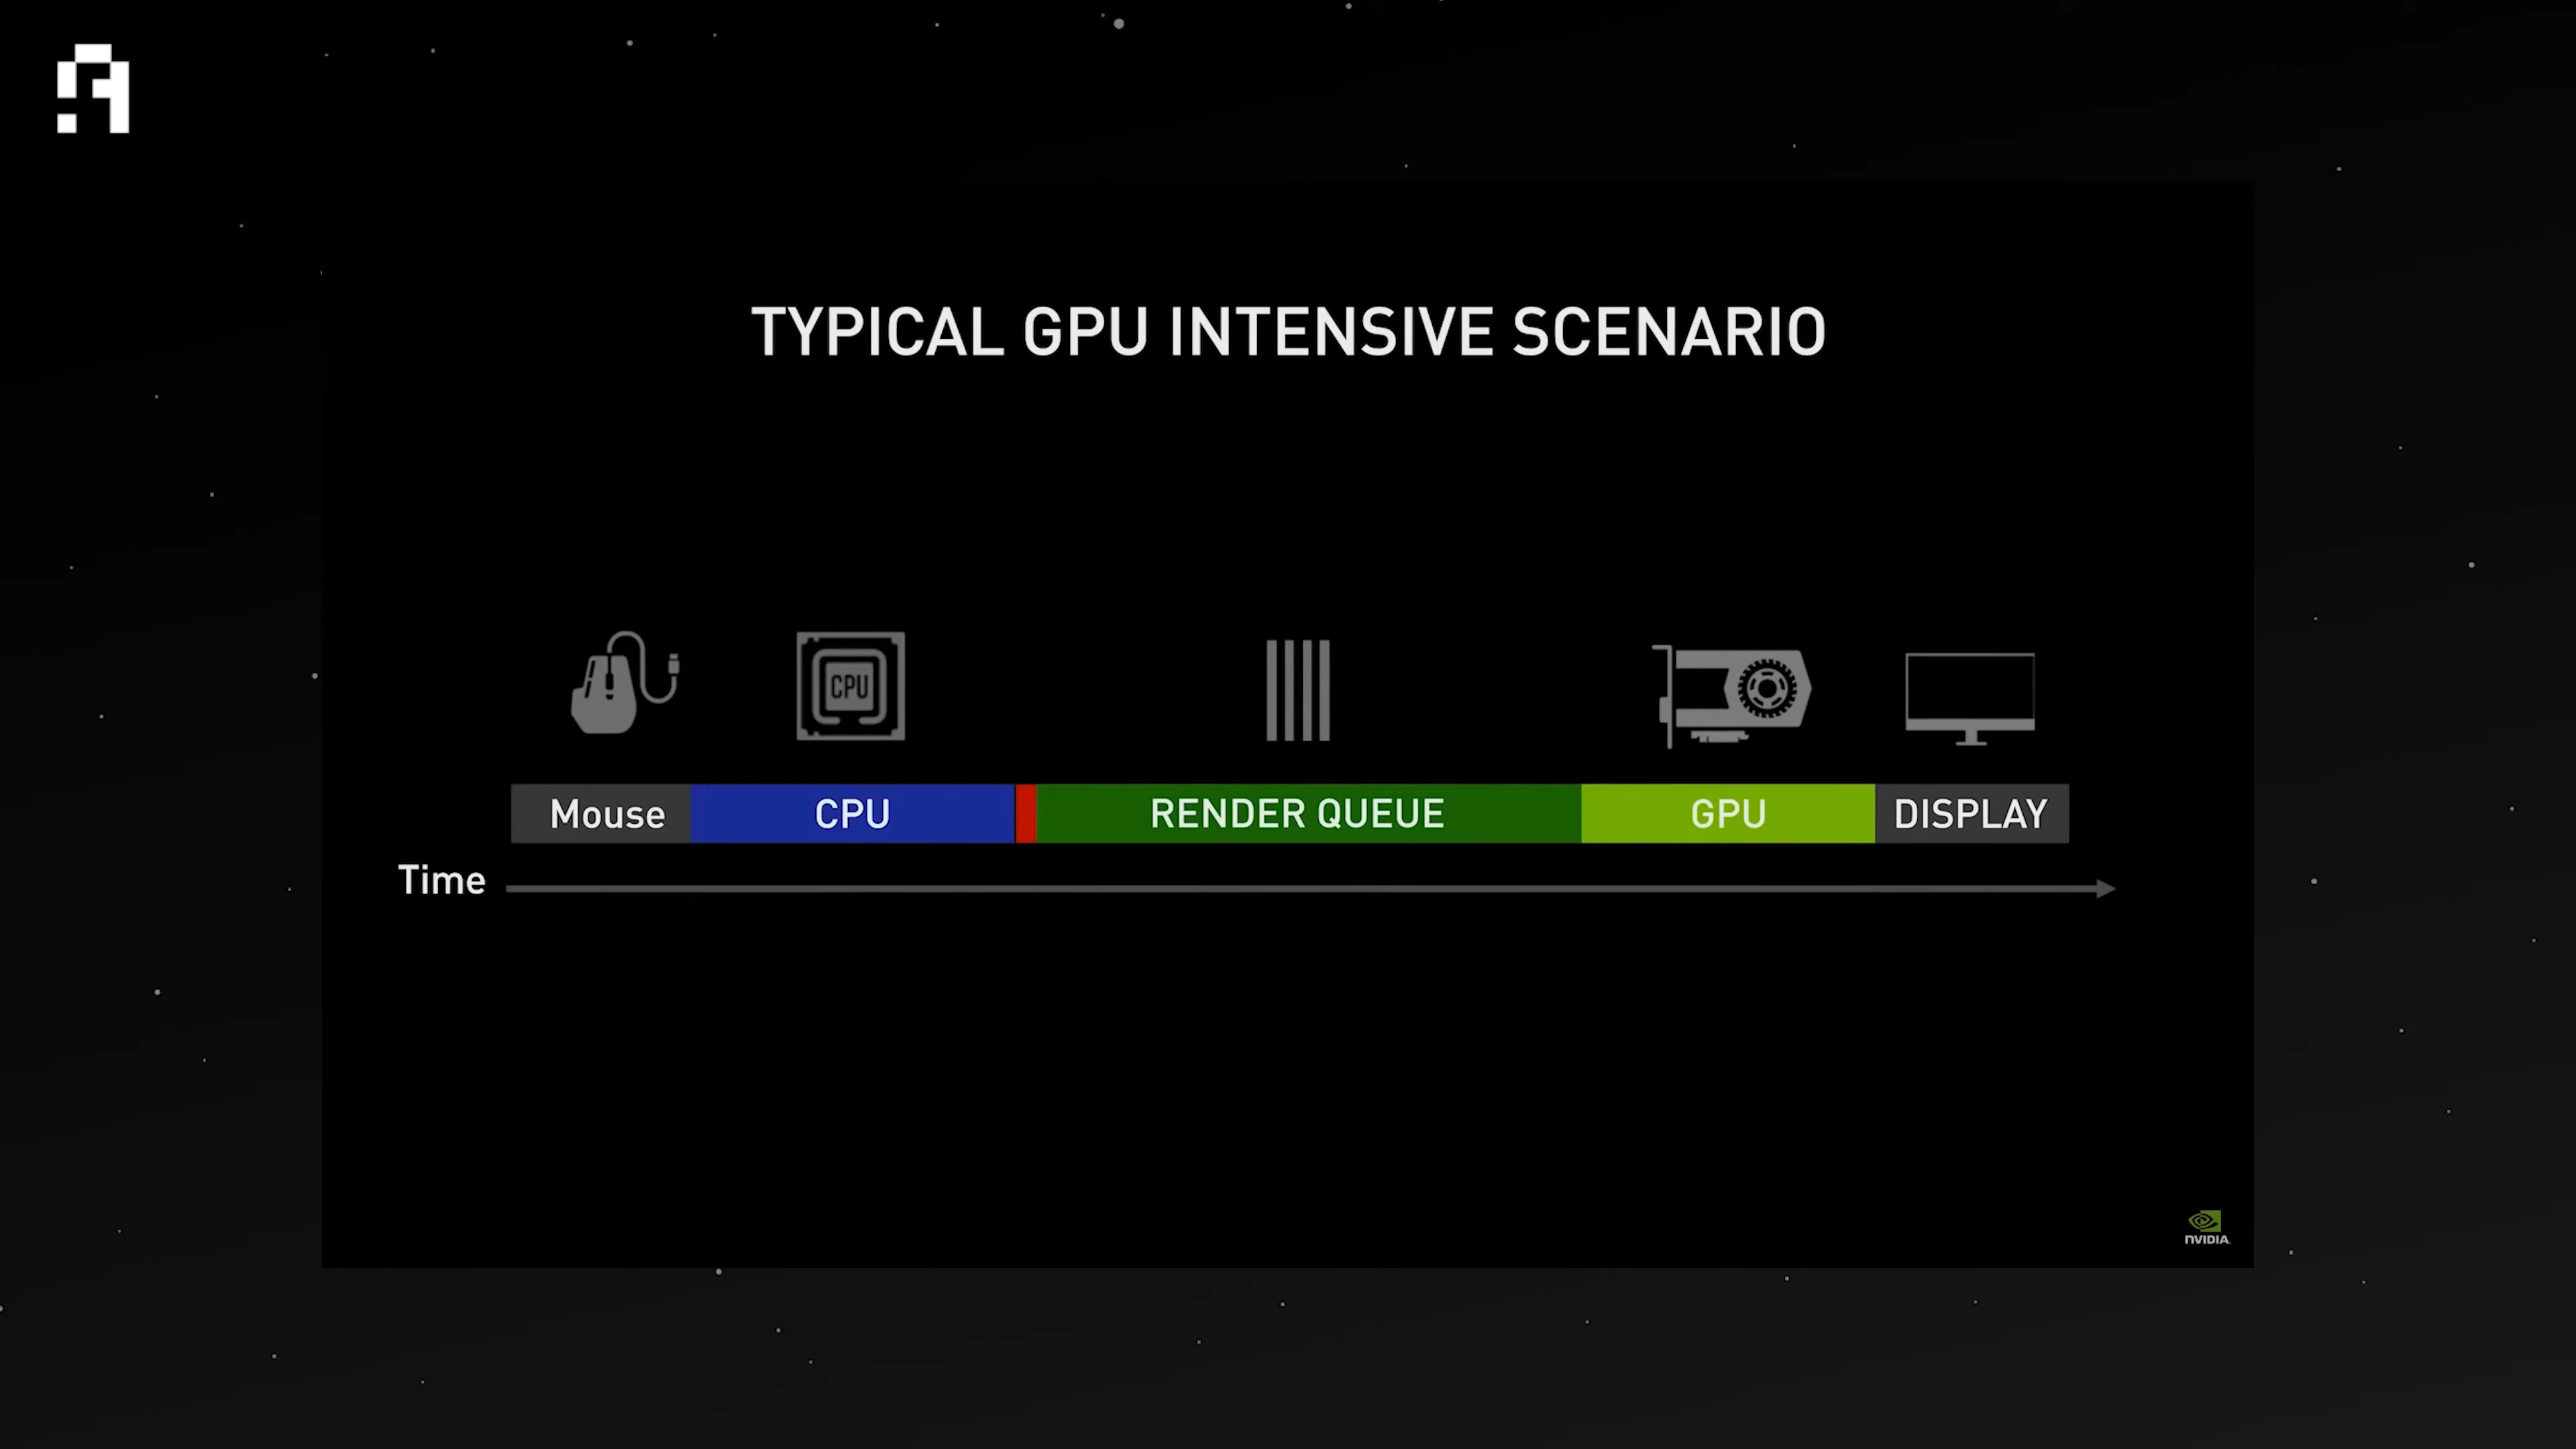 TYPICAL GPU INTENSIVE SCENARIO
CPU
Mouse CPU RENDER QUEUE GPU DISPLAY
Time
NVIDIA